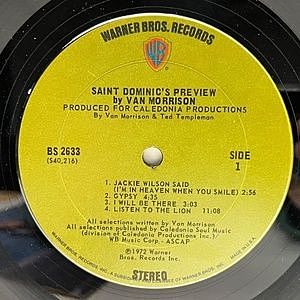 WARNER BROS. RECORDS
WB
SAINT DOMINIC'S PREVIEW
by VAN MORRISON
PRODUCED FOR CALEDONIA PRODUCTIONS
By Van Morrison & Ted Templeman
BS 2633
(S40,216)
SIDE
1
1. JACKIE WILSON SAID
(I'M IN HEAVEN WHEN YOU SMILE) 2:56
2. GYPSY 4:35
3. I WILL BE THERE 3:03
4. LISTEN TO THE LION 11:08
All selections written by Van Morrison
All selections published by Caledonia Soul Music
(division of Caledonia Productions Inc.)/
WB Music Corp. - ASCAP
℗1972 Warner
Bros. Records Inc.
STEREO